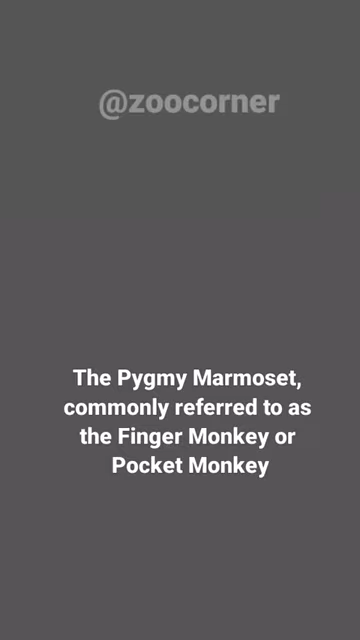 @zoocorner
The Pygmy Marmoset,
commonly referred to as
the Finger Monkey or
Pocket Monkey